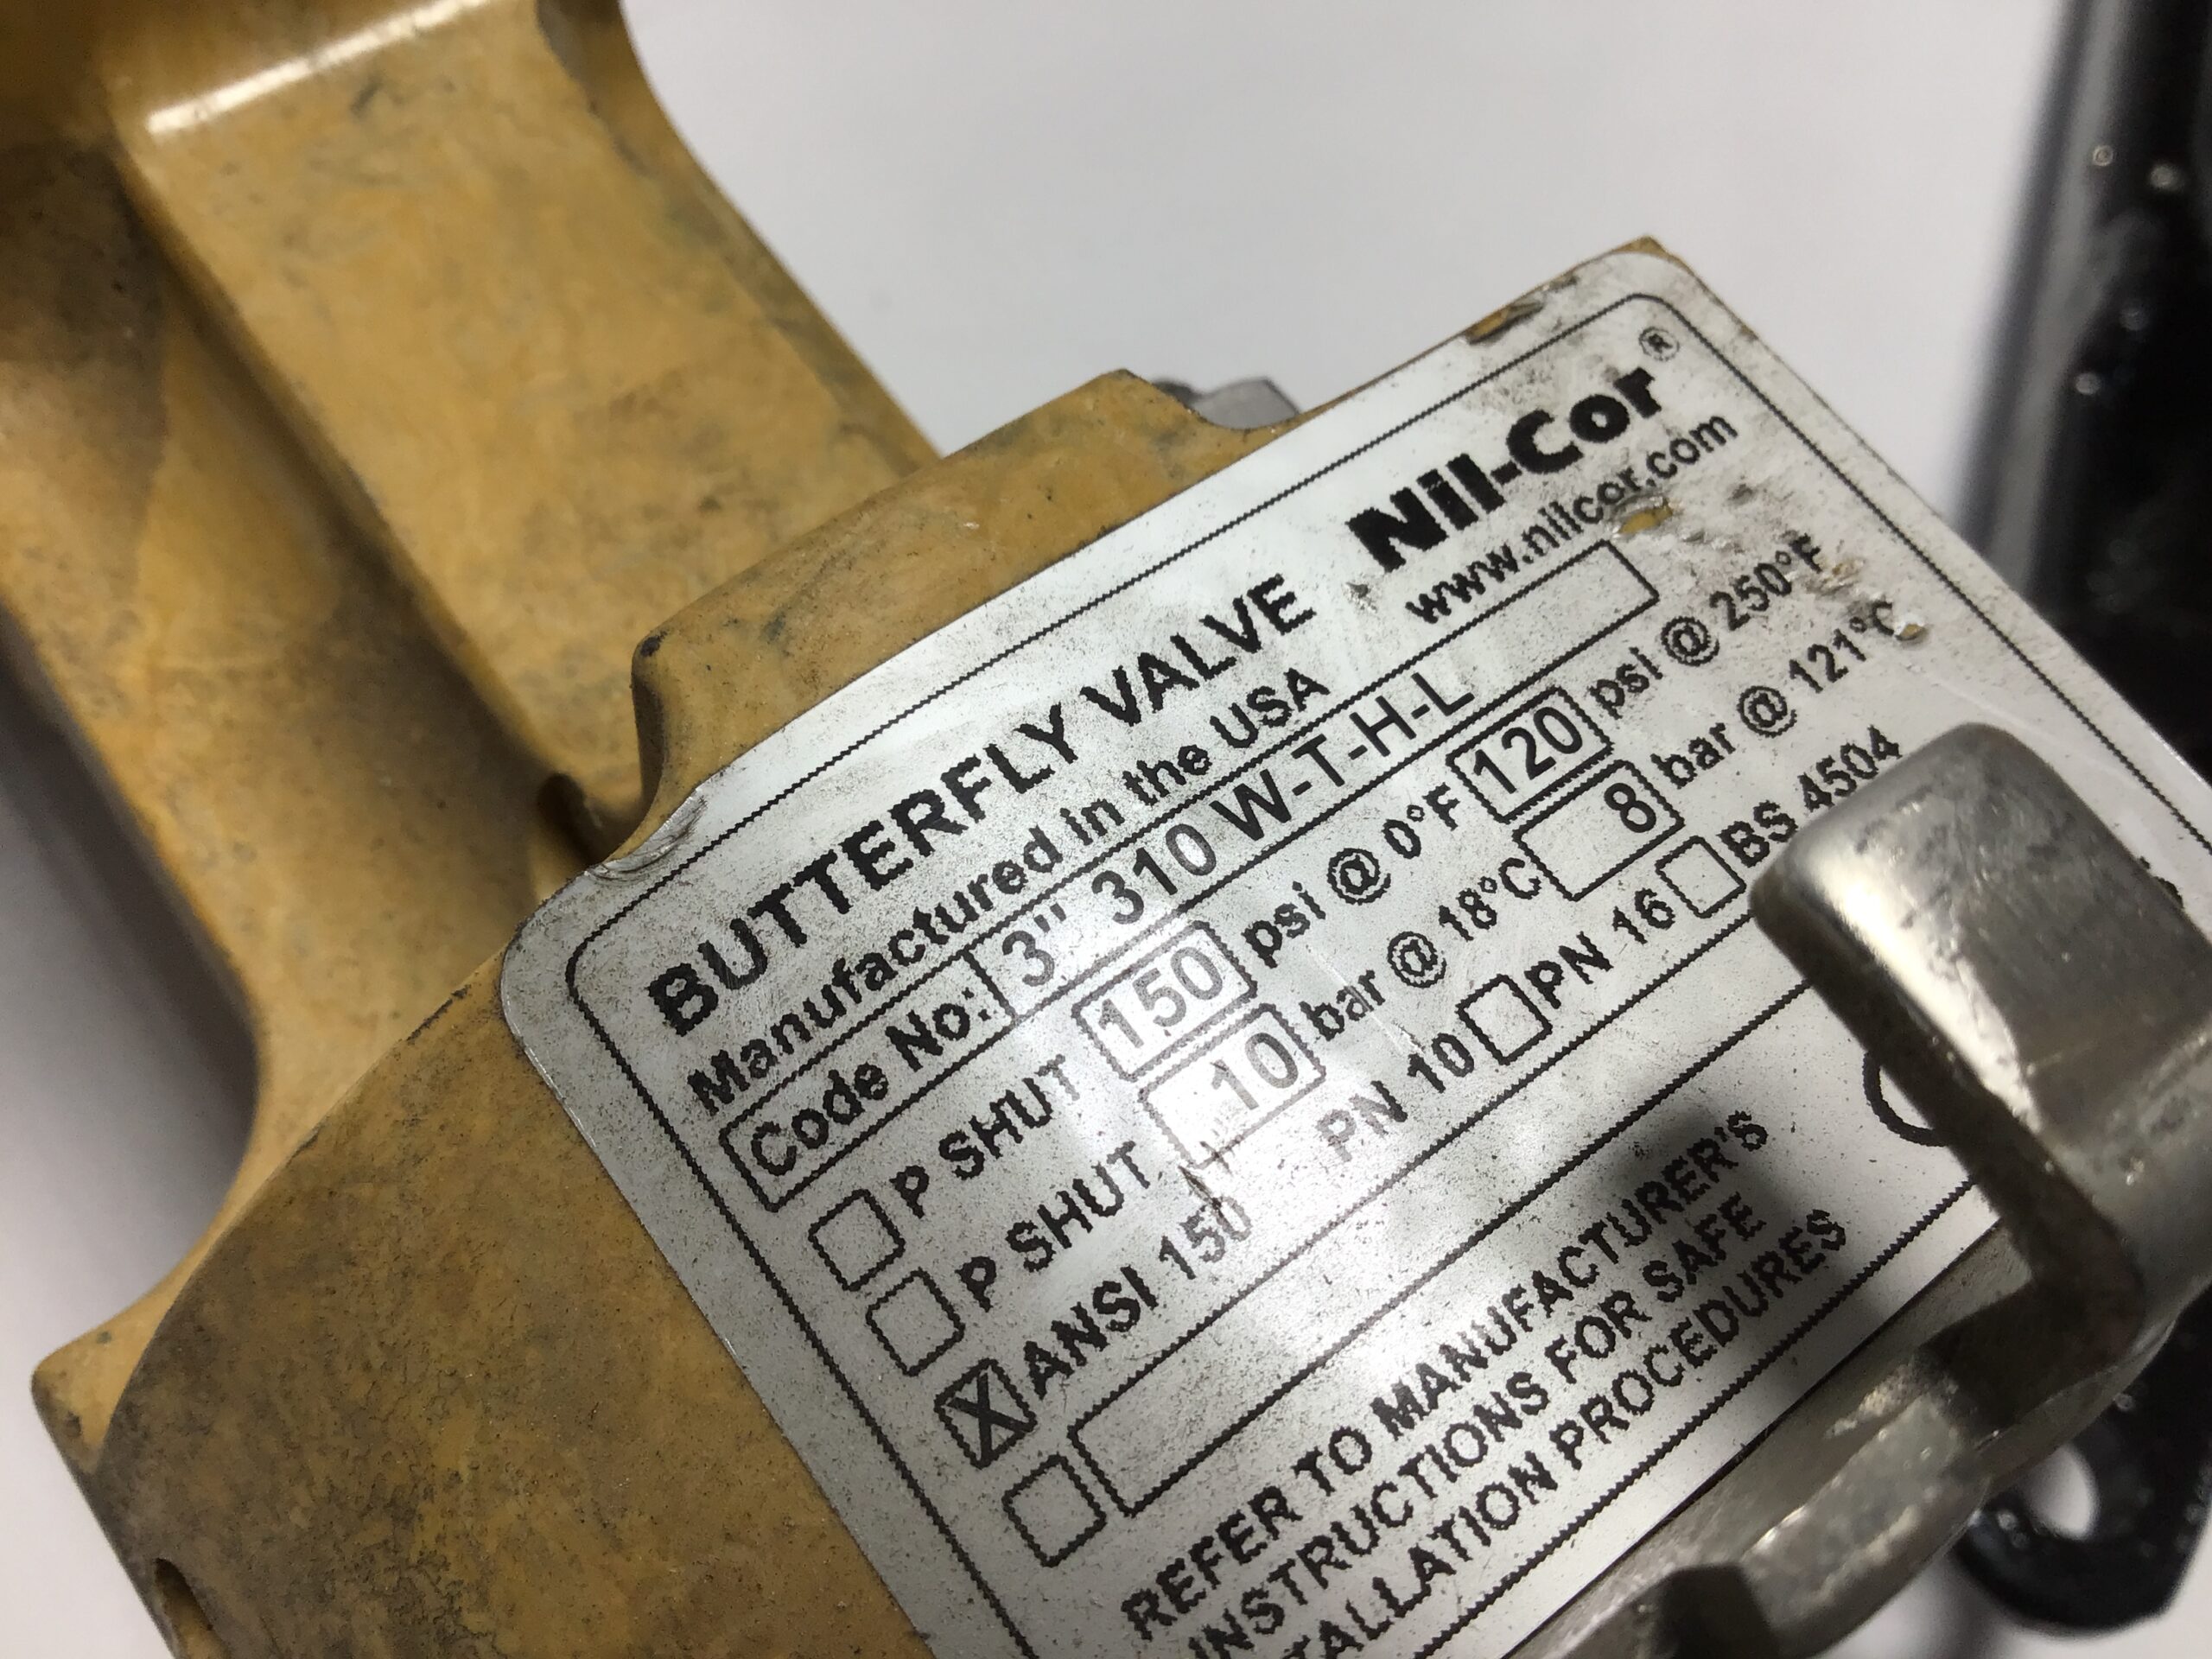 Nil-Cor®
BUTTERFLY VALVE www.nilcor.com
Manufactured in the USA
Code No: 3" 310 W-T-H-L
P SHUT 150 psi @ 0°F 120 psi @ 250°F
P SHUT 10 bar @ 18°C 8 bar @ 121°C
X ANSI 150 PN 10 PN 16 BS 4504
REFER TO MANUFACTURER'S
INSTRUCTIONS FOR SAFE
TALLATION PROCEDURES